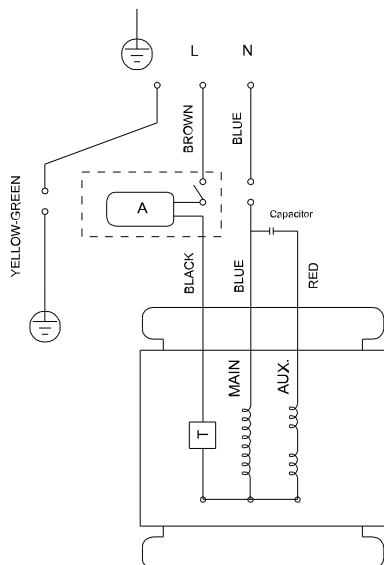 L
N
BROWN
BLUE
YELLOW-GREEN
A
Capacitor
BLACK
BLUE
RED
MAIN
AUX.
T